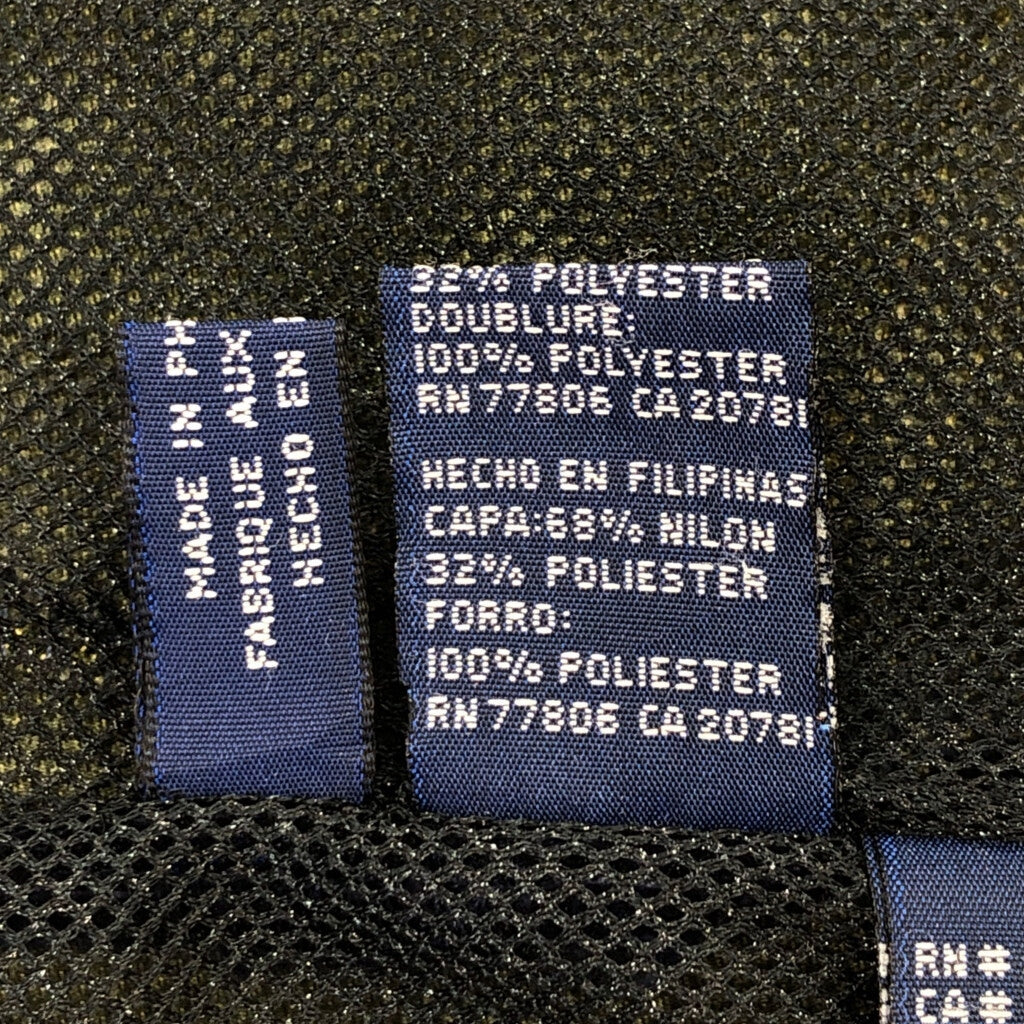 MADE IN PH
FABRIQUE AUX
HECHO EN
32% POLYESTER
DOUBLURE:
100% POLYESTER
RN 77806 CA 20781
HECHO EN FILIPINAS
CAPA:68% NILON
32% POLIESTER
FORRO:
100% POLIESTER
RN 77806 CA 20781
RN #
CA #